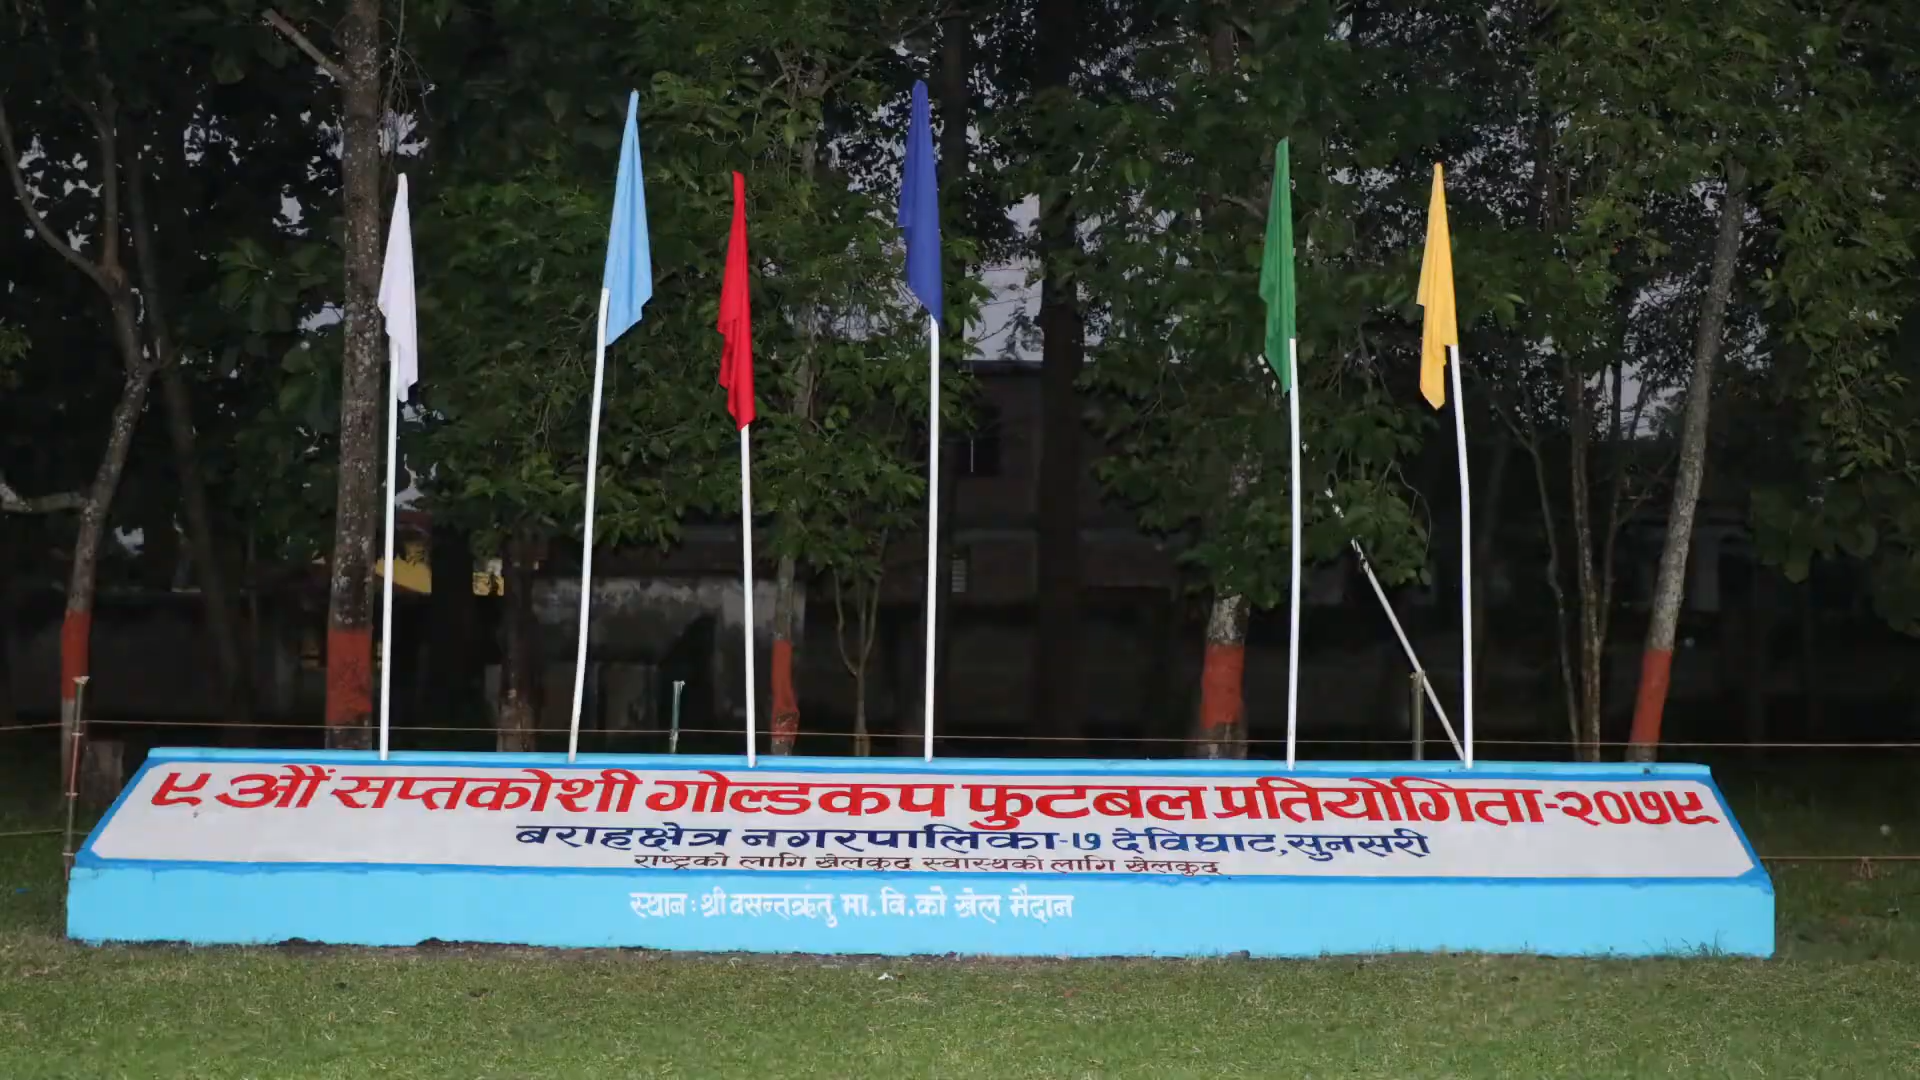 ९ औं सप्तकोशी गोल्डकप फुटबल प्रतियोगिता-२०७९
बराहक्षेत्र नगरपालिका-७ देविघाट,सुनसरी
राष्ट्रको लागि खेलकुद स्वास्थको लागि खेलकुद
स्थान : श्री वसन्तऋतु मा. वि.को खेल मैदान